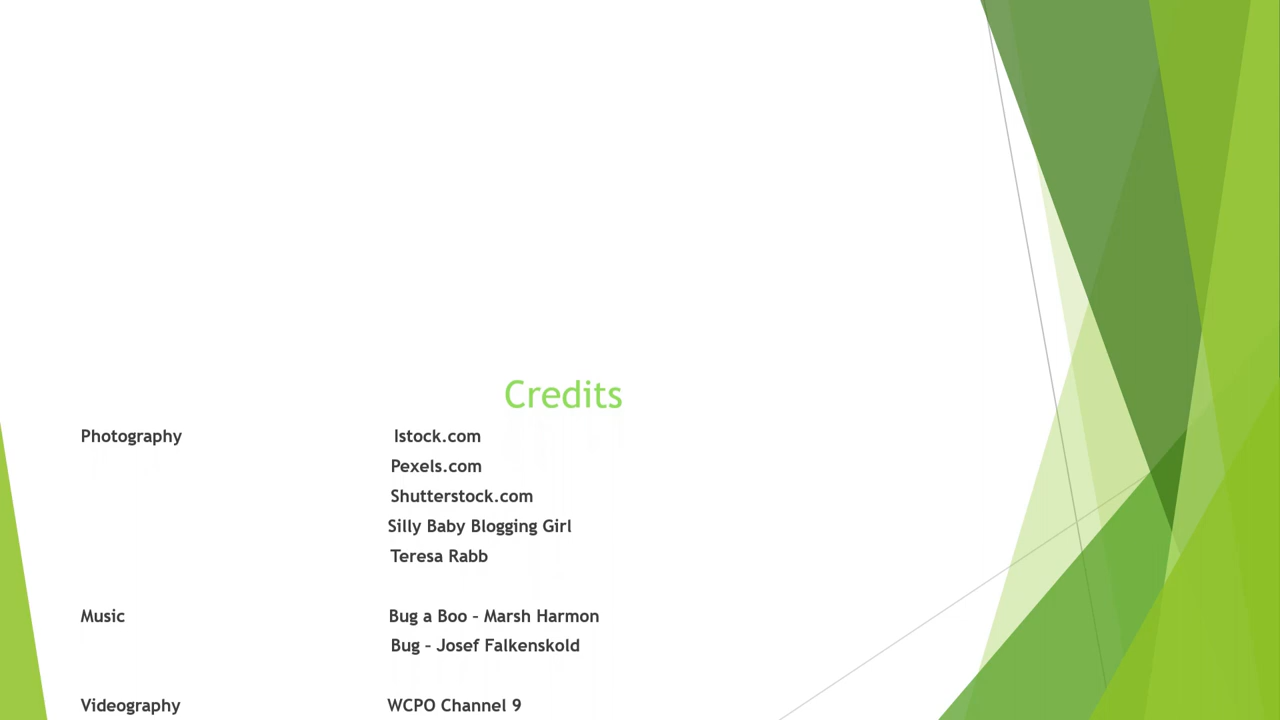 Credits
Photography Istock.com
Pexels.com
Shutterstock.com
Silly Baby Blogging Girl
Teresa Rabb
Music Bug a Boo – Marsh Harmon
Bug – Josef Falkenskold
Videography WCPO Channel 9